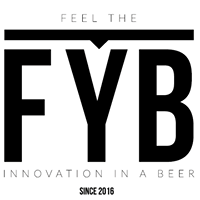 FEEL THE
FYB
INNOVATION IN A BEER
SINCE 2016